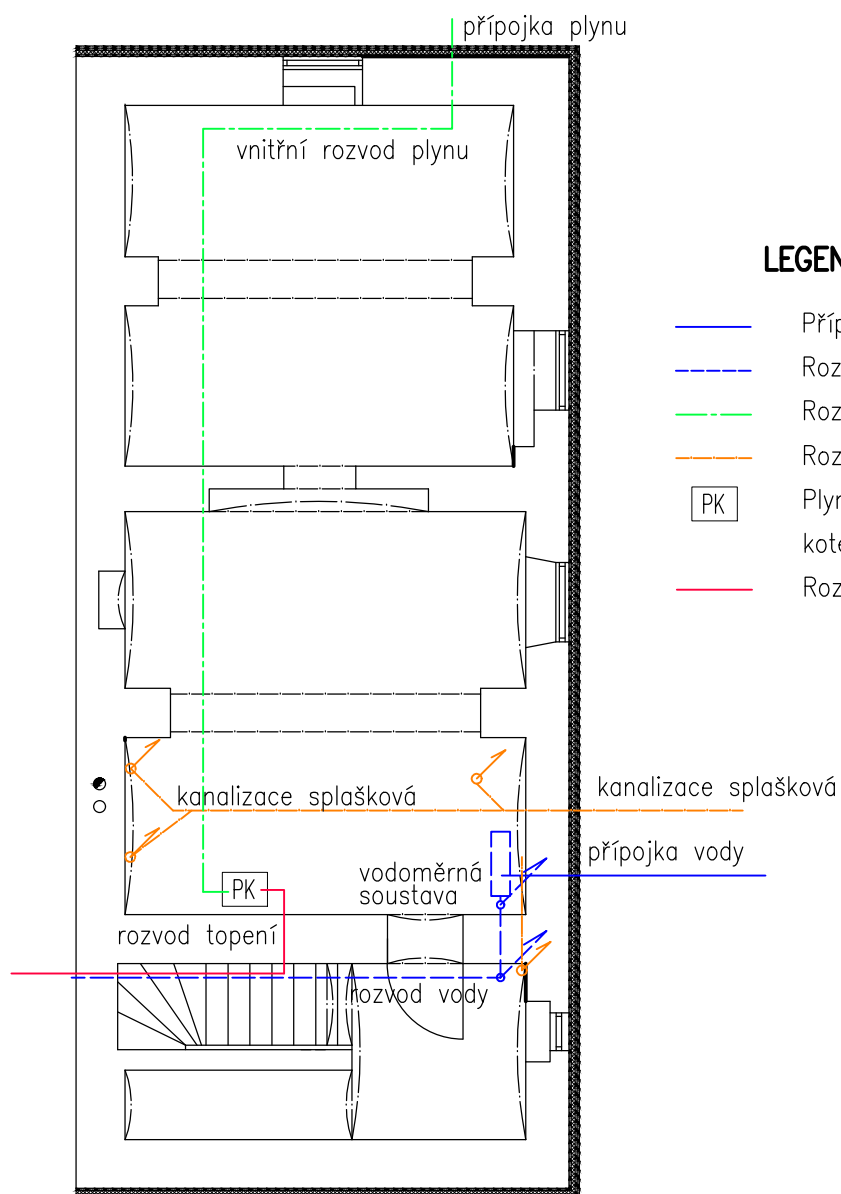 přípojka plynu
vnitřní rozvod plynu
kanalizace splašková
PK
rozvod topení
vodoměrná
soustava
rozvod vody
kanalizace splašková
přípojka vody
LEGEN
Příp
Roz
Roz
Roz
PK
Plyn
kote
Roz